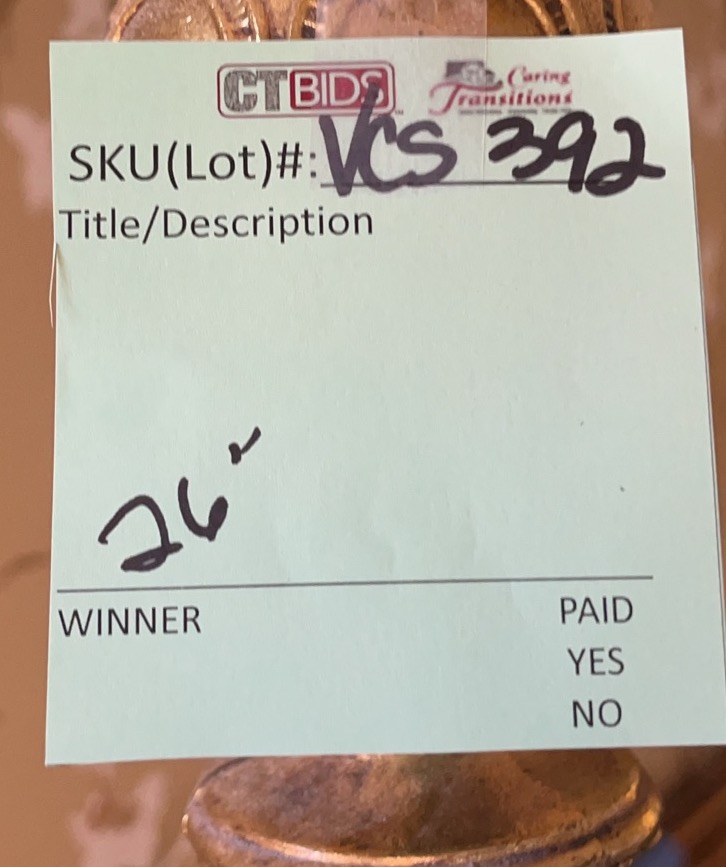 CTBIDS Caring Transitions
SKU(Lot)#: VCS 392
Title/Description
26"
WINNER PAID
YES
NO